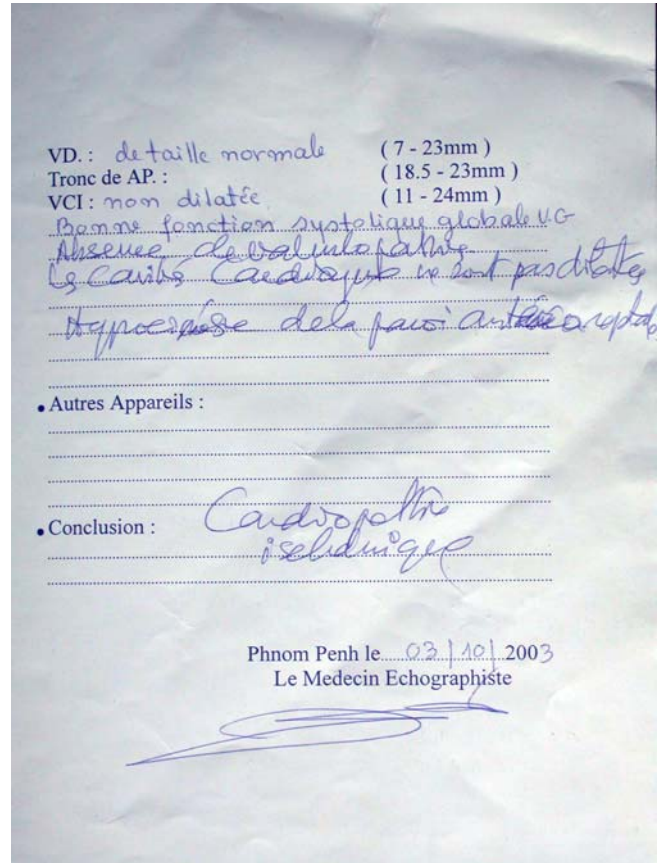 VD. : de taille normale ( 7 - 23mm )
Tronc de AP. : ( 18.5 - 23mm )
VCI : non dilatée ( 11 - 24mm )
Bonne fonction systolique globale VG
Absence de valvulopathie
Les cavités Cardiaques ne sont pas dilatés
Hypocinésie de la paroi
• Autres Appareils :
• Conclusion : Cardiopathie
ischémique
Phnom Penh le 03 / 10 / 2003
Le Medecin Echographiste